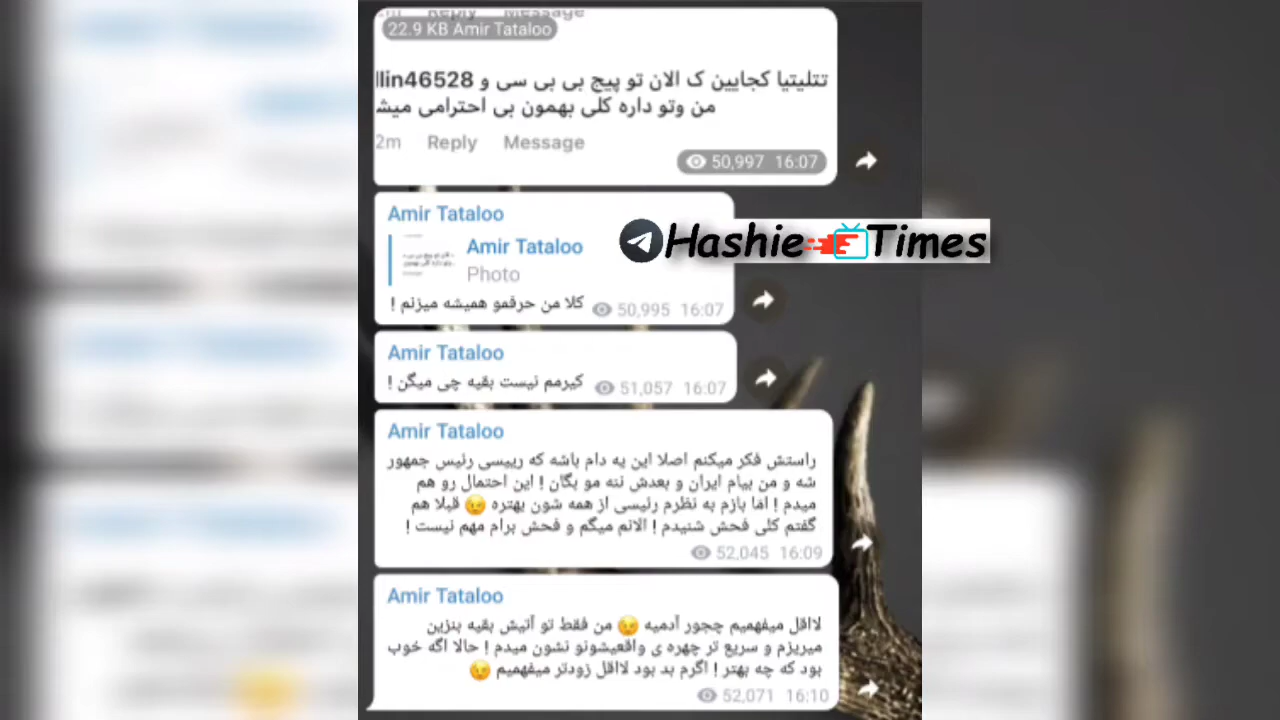 Reply Message
22.9 KB Amir Tataloo
تتلیتیا کجایین ک الان تو پیج بی بی سی و llin46528
من وتو داره کلی بهمون بی احترامی میشـ
2m Reply Message
50,997 16:07
Amir Tataloo
Amir Tataloo
Photo
کلا من حرفمو همیشه میزنم !
50,995 16:07
Hashie Times
Amir Tataloo
کیرمم نیست بقیه چی میگن !
51,057 16:07
Amir Tataloo
راستش فکر میکنم اصلا این یه دام باشه که رییسی رئیس جمهور
شه و من بیام ایران و بعدش ننه مو بگان ! این احتمال رو هم
میدم ! امّا بازم به نظرم رئیسی از همه شون بهتره 😉 قبلا هم
گفتم کلی فحش شنیدم ! الانم میگم و فحش برام مهم نیست !
52,045 16:09
Amir Tataloo
لااقل میفهمیم چجور آدمیه 😉 من فقط تو آتیش بقیه بنزین
میریزم و سریع تر چهره ی واقعیشونو نشون میدم ! حالا اگه خوب
بود که چه بهتر ! اگرم بد بود لااقل زودتر میفهمیم 😉
52,071 16:10